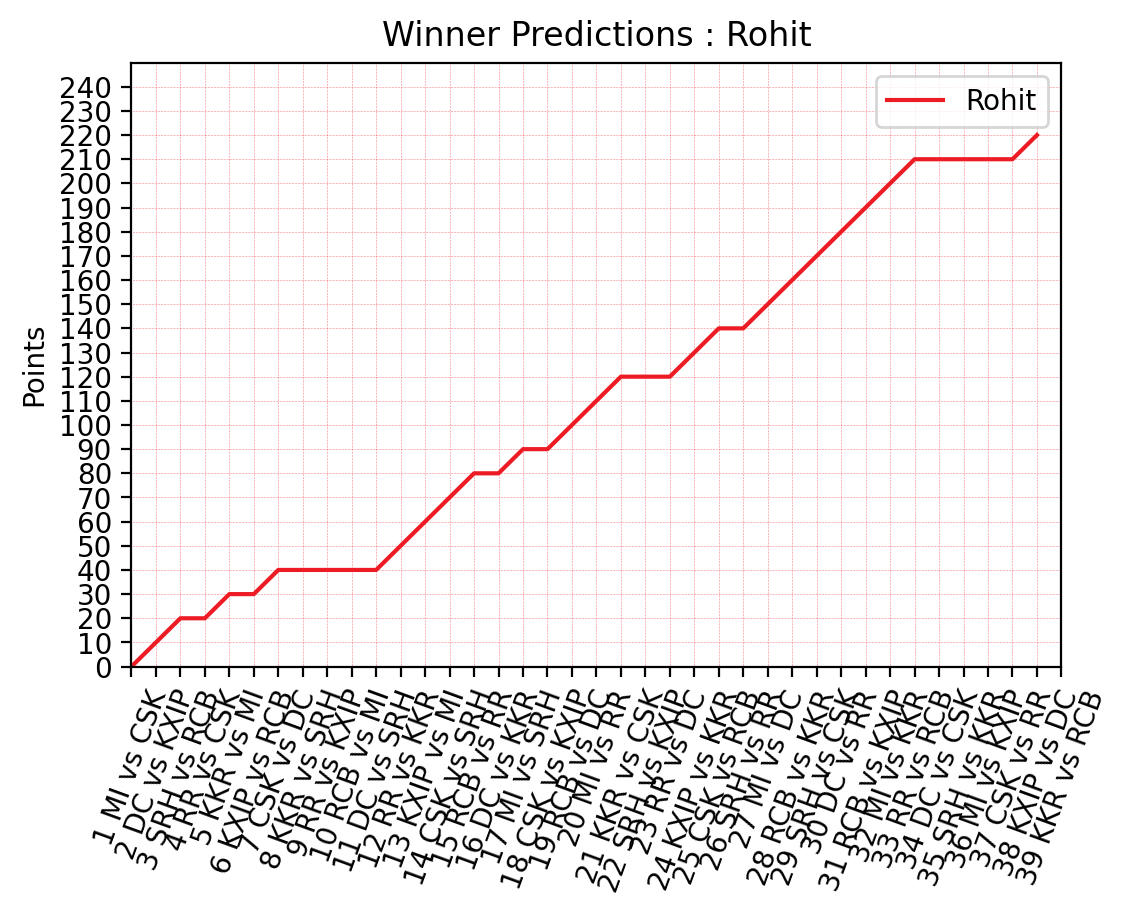 Winner Predictions : Rohit
Rohit
Points
240
230
220
210
200
190
180
170
160
150
140
130
120
110
100
90
80
70
60
50
40
30
20
10
0
1 MI vs CSK
2 DC vs KXIP
3 SRH vs RCB
4 RR vs CSK
5 KKR vs MI
6 KXIP vs RCB
7 CSK vs DC
8 KKR vs SRH
9 RR vs KXIP
10 RCB vs MI
11 DC vs SRH
12 RR vs KKR
13 KXIP vs MI
14 CSK vs SRH
15 RCB vs RR
16 DC vs KKR
17 MI vs SRH
18 CSK vs KXIP
19 RCB vs DC
20 MI vs RR
21 KKR vs CSK
22 SRH vs KXIP
23 RR vs DC
24 KXIP vs KKR
25 CSK vs RCB
26 SRH vs RR
27 MI vs DC
28 RCB vs KKR
29 SRH vs CSK
30 DC vs RR
31 RCB vs KXIP
32 MI vs KKR
33 RR vs RCB
34 DC vs CSK
35 SRH vs KKR
36 MI vs KXIP
37 CSK vs RR
38 KXIP vs DC
39 KKR vs RCB